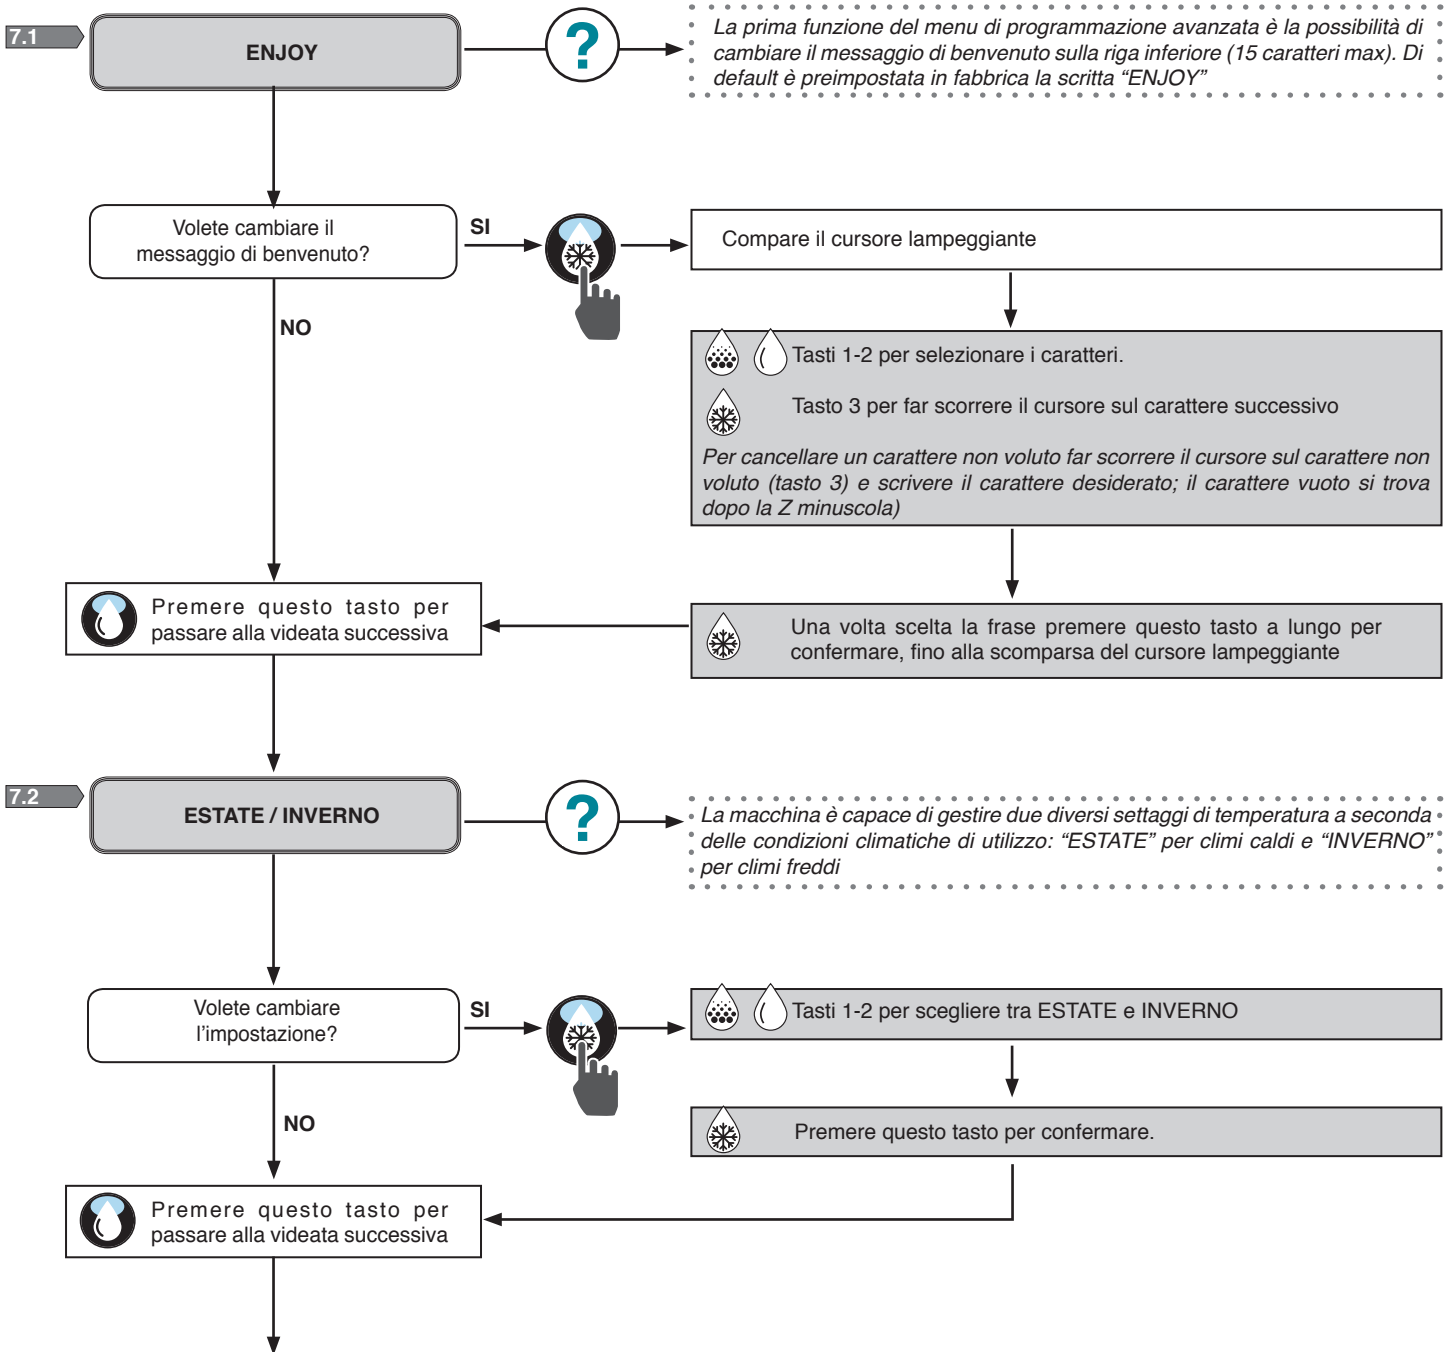 7.1
ENJOY
?
La prima funzione del menu di programmazione avanzata è la possibilità di
cambiare il messaggio di benvenuto sulla riga inferiore (15 caratteri max). Di
default è preimpostata in fabbrica la scritta “ENJOY”
Volete cambiare il
messaggio di benvenuto?
SI
Compare il cursore lampeggiante
NO
Tasti 1-2 per selezionare i caratteri.
Tasto 3 per far scorrere il cursore sul carattere successivo
Per cancellare un carattere non voluto far scorrere il cursore sul carattere non
voluto (tasto 3) e scrivere il carattere desiderato; il carattere vuoto si trova
dopo la Z minuscola)
Premere questo tasto per
passare alla videata successiva
Una volta scelta la frase premere questo tasto a lungo per
confermare, fino alla scomparsa del cursore lampeggiante
7.2
ESTATE / INVERNO
?
La macchina è capace di gestire due diversi settaggi di temperatura a seconda
delle condizioni climatiche di utilizzo: “ESTATE” per climi caldi e “INVERNO”
per climi freddi
Volete cambiare
l’impostazione?
SI
Tasti 1-2 per scegliere tra ESTATE e INVERNO
NO
Premere questo tasto per confermare.
Premere questo tasto per
passare alla videata successiva